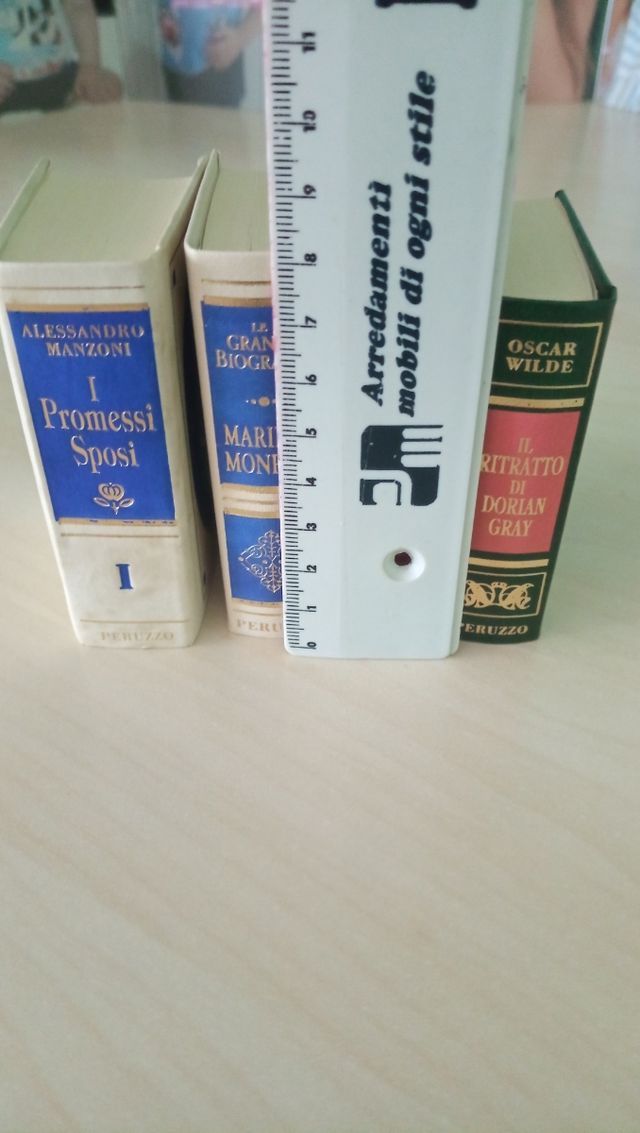 ALESSANDRO
MANZONI
I
Promessi
Sposi
I
PERUZZO
LE
GRAN
BIOGRA
MARIL
MONR
PERU
11
10
9
8
7
6
5
4
3
2
1
0
Arredamenti
mobili di ogni stile
OSCAR
WILDE
IL
RITRATTO
DI
DORIAN
GRAY
PERUZZO